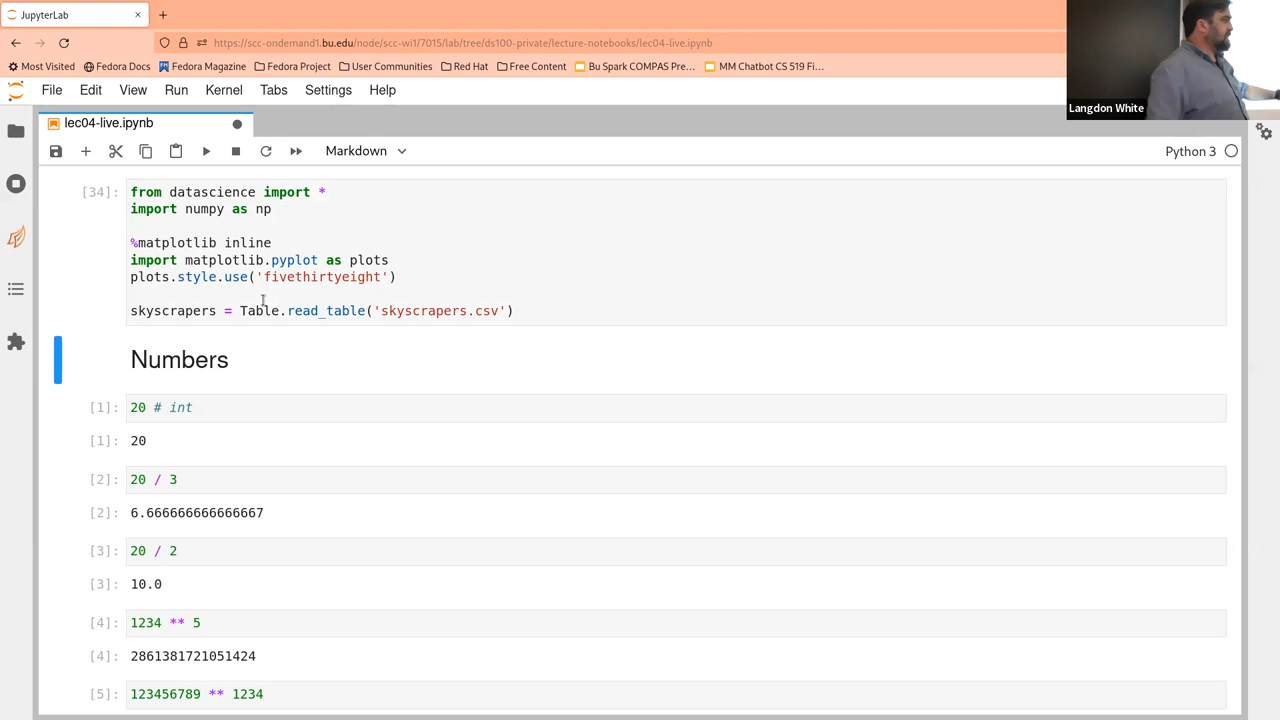 JupyterLab
https://scc-ondemand1.bu.edu/node/scc-wi1/7015/lab/tree/ds100-private/lecture-notebooks/lec04-live.ipynb
Most Visited Fedora Docs Fedora Magazine Fedora Project User Communities Red Hat Free Content Bu Spark COMPAS Pre... MM Chatbot CS 519 Fi...
Langdon White
File Edit View Run Kernel Tabs Settings Help
lec04-live.ipynb
Markdown Python 3
[34]: from datascience import *
import numpy as np
%matplotlib inline
import matplotlib.pyplot as plots
plots.style.use('fivethirtyeight')
skyscrapers = Table.read_table('skyscrapers.csv')
Numbers
[1]: 20 # int
[1]: 20
[2]: 20 / 3
[2]: 6.666666666666667
[3]: 20 / 2
[3]: 10.0
[4]: 1234 ** 5
[4]: 2861381721051424
[5]: 123456789 ** 1234